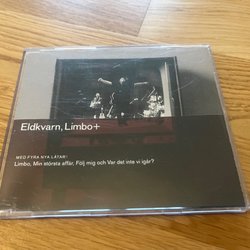 Eldkvarn, Limbo+
MED FYRA NYA LÅTAR:
Limbo, Min största affär, Följ mig och Var det inte vi igår?